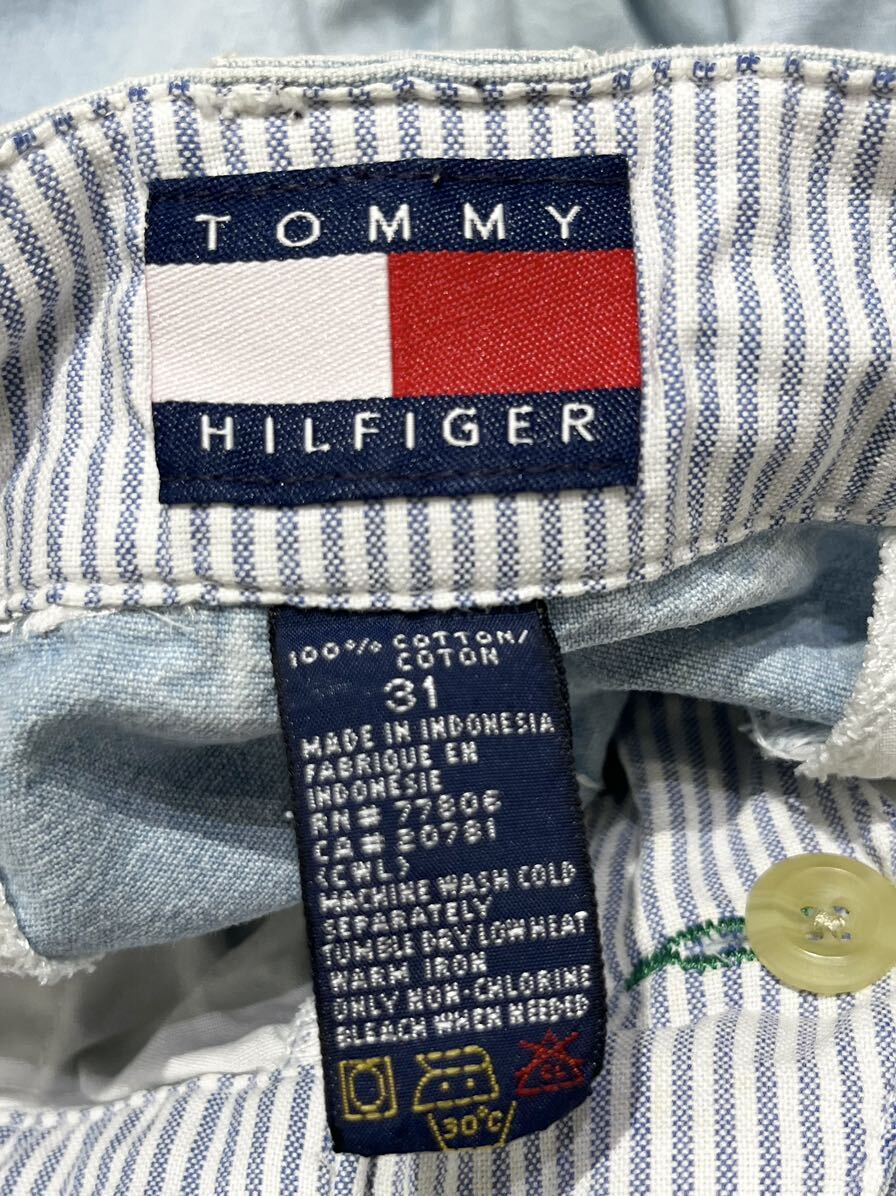 TOMMY
HILFIGER
100% COTTON/
COTON
31
MADE IN INDONESIA
FABRIQUE EN
INDONESIE
RN# 77806
CA# 20781
(CWL)
MACHINE WASH COLD
SEPARATELY
TUMBLE DRY LOW HEAT
WARM IRON
ONLY NON-CHLORINE
BLEACH WHEN NEEDED
CL
30°C